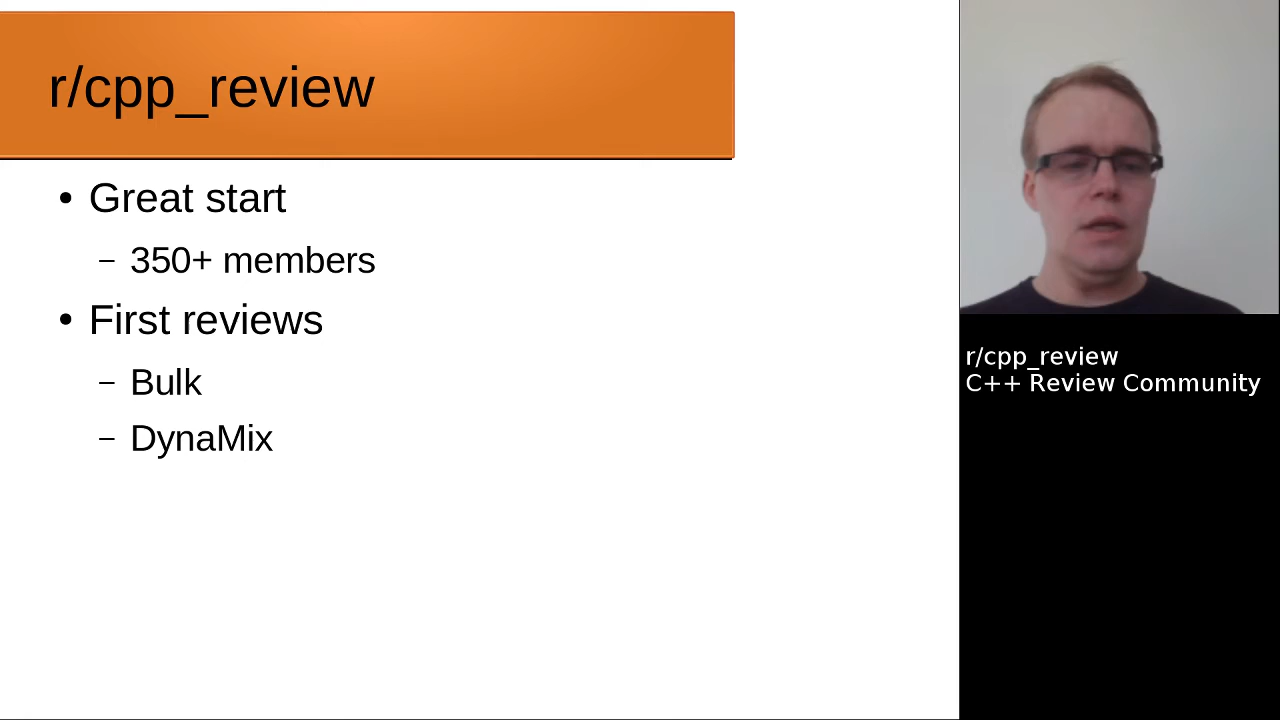 r/cpp_review
• Great start
– 350+ members
• First reviews
– Bulk
– DynaMix
r/cpp_review
C++ Review Community